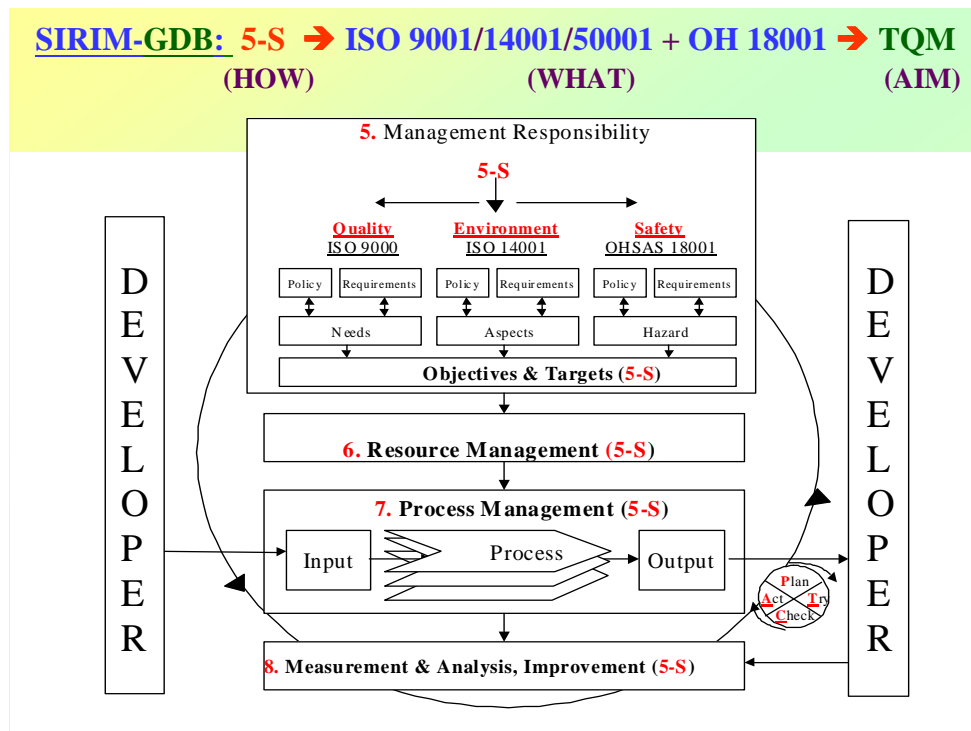 SIRIM-GDB: 5-S ➔ ISO 9001/14001/50001 + OH 18001 ➔ TQM
(HOW) (WHAT) (AIM)
5. Management Responsibility
5-S
Quality Environment Safety
ISO 9000 ISO 14001 OHSAS 18001
Policy Requirements Policy Requirements Policy Requirements
Needs Aspects Hazard
Objectives & Targets (5-S)
6. Resource Management (5-S)
7. Process Management (5-S)
Input Process Output
Plan
Act Try
Check
8. Measurement & Analysis, Improvement (5-S)
DEVELOPER
DEVELOPER